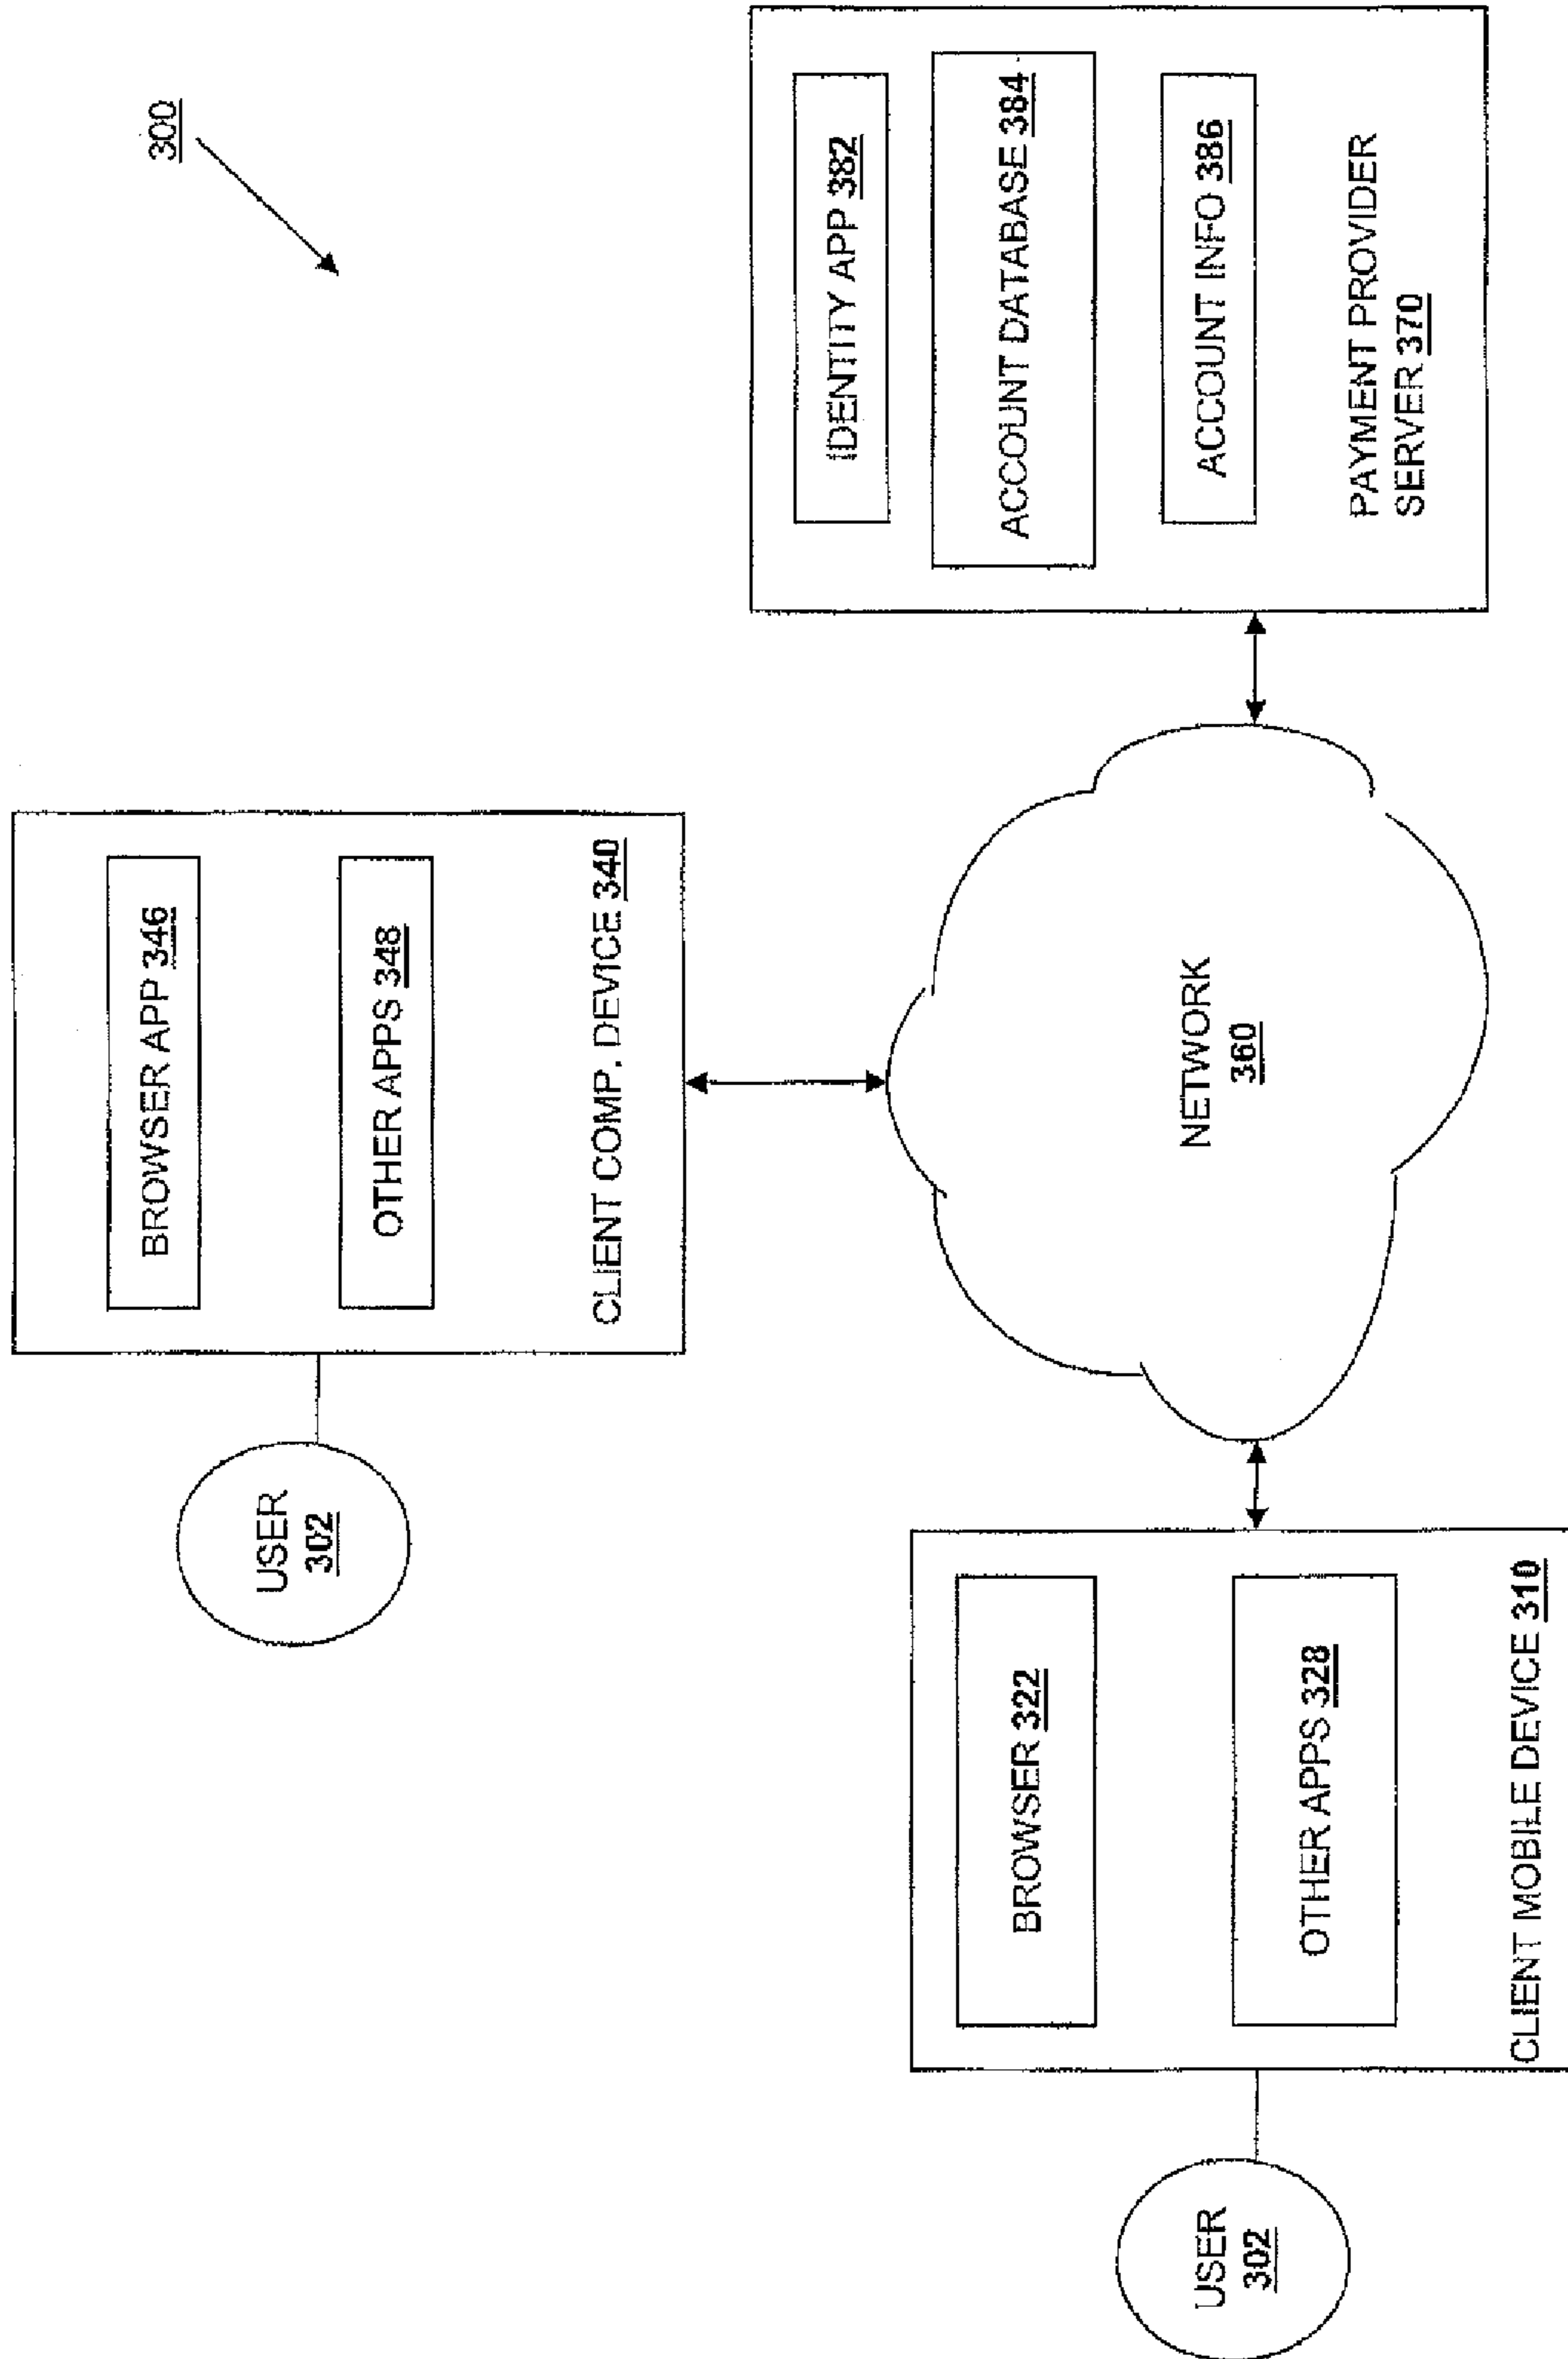 300
USER
302
BROWSER APP 346
OTHER APPS 348
CLIENT COMP. DEVICE 340
USER
302
BROWSER 322
OTHER APPS 328
CLIENT MOBILE DEVICE 310
NETWORK
360
IDENTITY APP 382
ACCOUNT DATABASE 384
ACCOUNT INFO 386
PAYMENT PROVIDER
SERVER 370